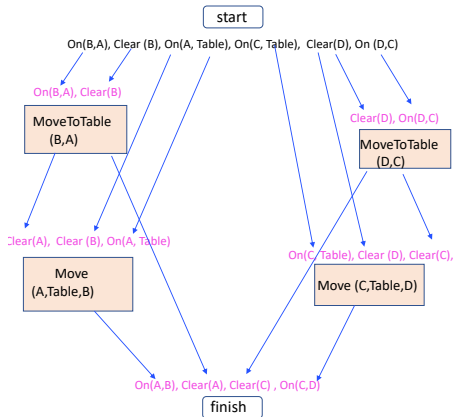 start
On(B,A), Clear (B), On(A, Table), On(C, Table), Clear(D), On (D,C)
On(B,A), Clear(B)
Clear(D), On(D,C)
MoveToTable
(B,A)
MoveToTable
(D,C)
Clear(A), Clear (B), On(A, Table)
On(C, Table), Clear (D), Clear(C),
Move
(A,Table,B)
Move (C,Table,D)
On(A,B), Clear(A), Clear(C) , On(C,D)
finish